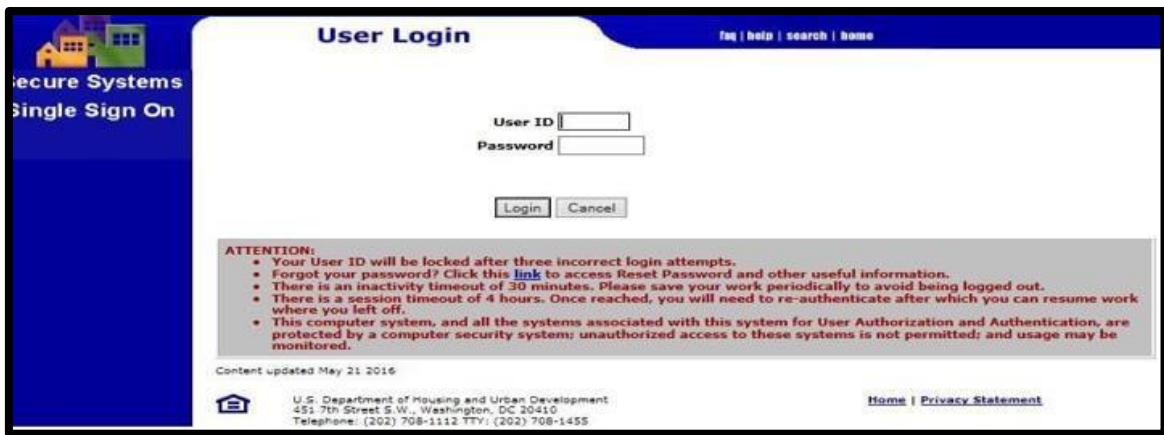 User Login
faq | help | search | home
ecure Systems
Single Sign On
User ID
Password
Login Cancel
ATTENTION:
• Your User ID will be locked after three incorrect login attempts.
• Forgot your password? Click this link to access Reset Password and other useful information.
• There is an inactivity timeout of 30 minutes. Please save your work periodically to avoid being logged out.
• There is a session timeout of 4 hours. Once reached, you will need to re-authenticate after which you can resume work
where you left off.
• This computer system, and all the systems associated with this system for User Authorization and Authentication, are
protected by a computer security system; unauthorized access to these systems is not permitted; and usage may be
monitored.
Content updated May 21 2016
U.S. Department of Housing and Urban Development
451 7th Street S.W., Washington, DC 20410
Telephone: (202) 708-1112 TTY: (202) 708-1455
Home | Privacy Statement